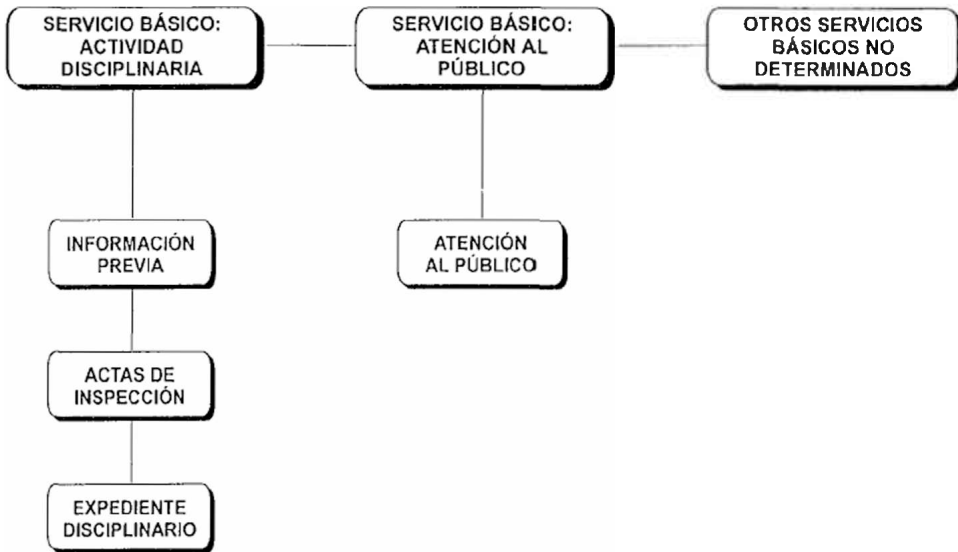 SERVICIO BÁSICO:
ACTIVIDAD
DISCIPLINARIA
SERVICIO BÁSICO:
ATENCIÓN AL
PÚBLICO
OTROS SERVICIOS
BÁSICOS NO
DETERMINADOS
INFORMACIÓN
PREVIA
ATENCIÓN
AL PÚBLICO
ACTAS DE
INSPECCIÓN
EXPEDIENTE
DISCIPLINARIO